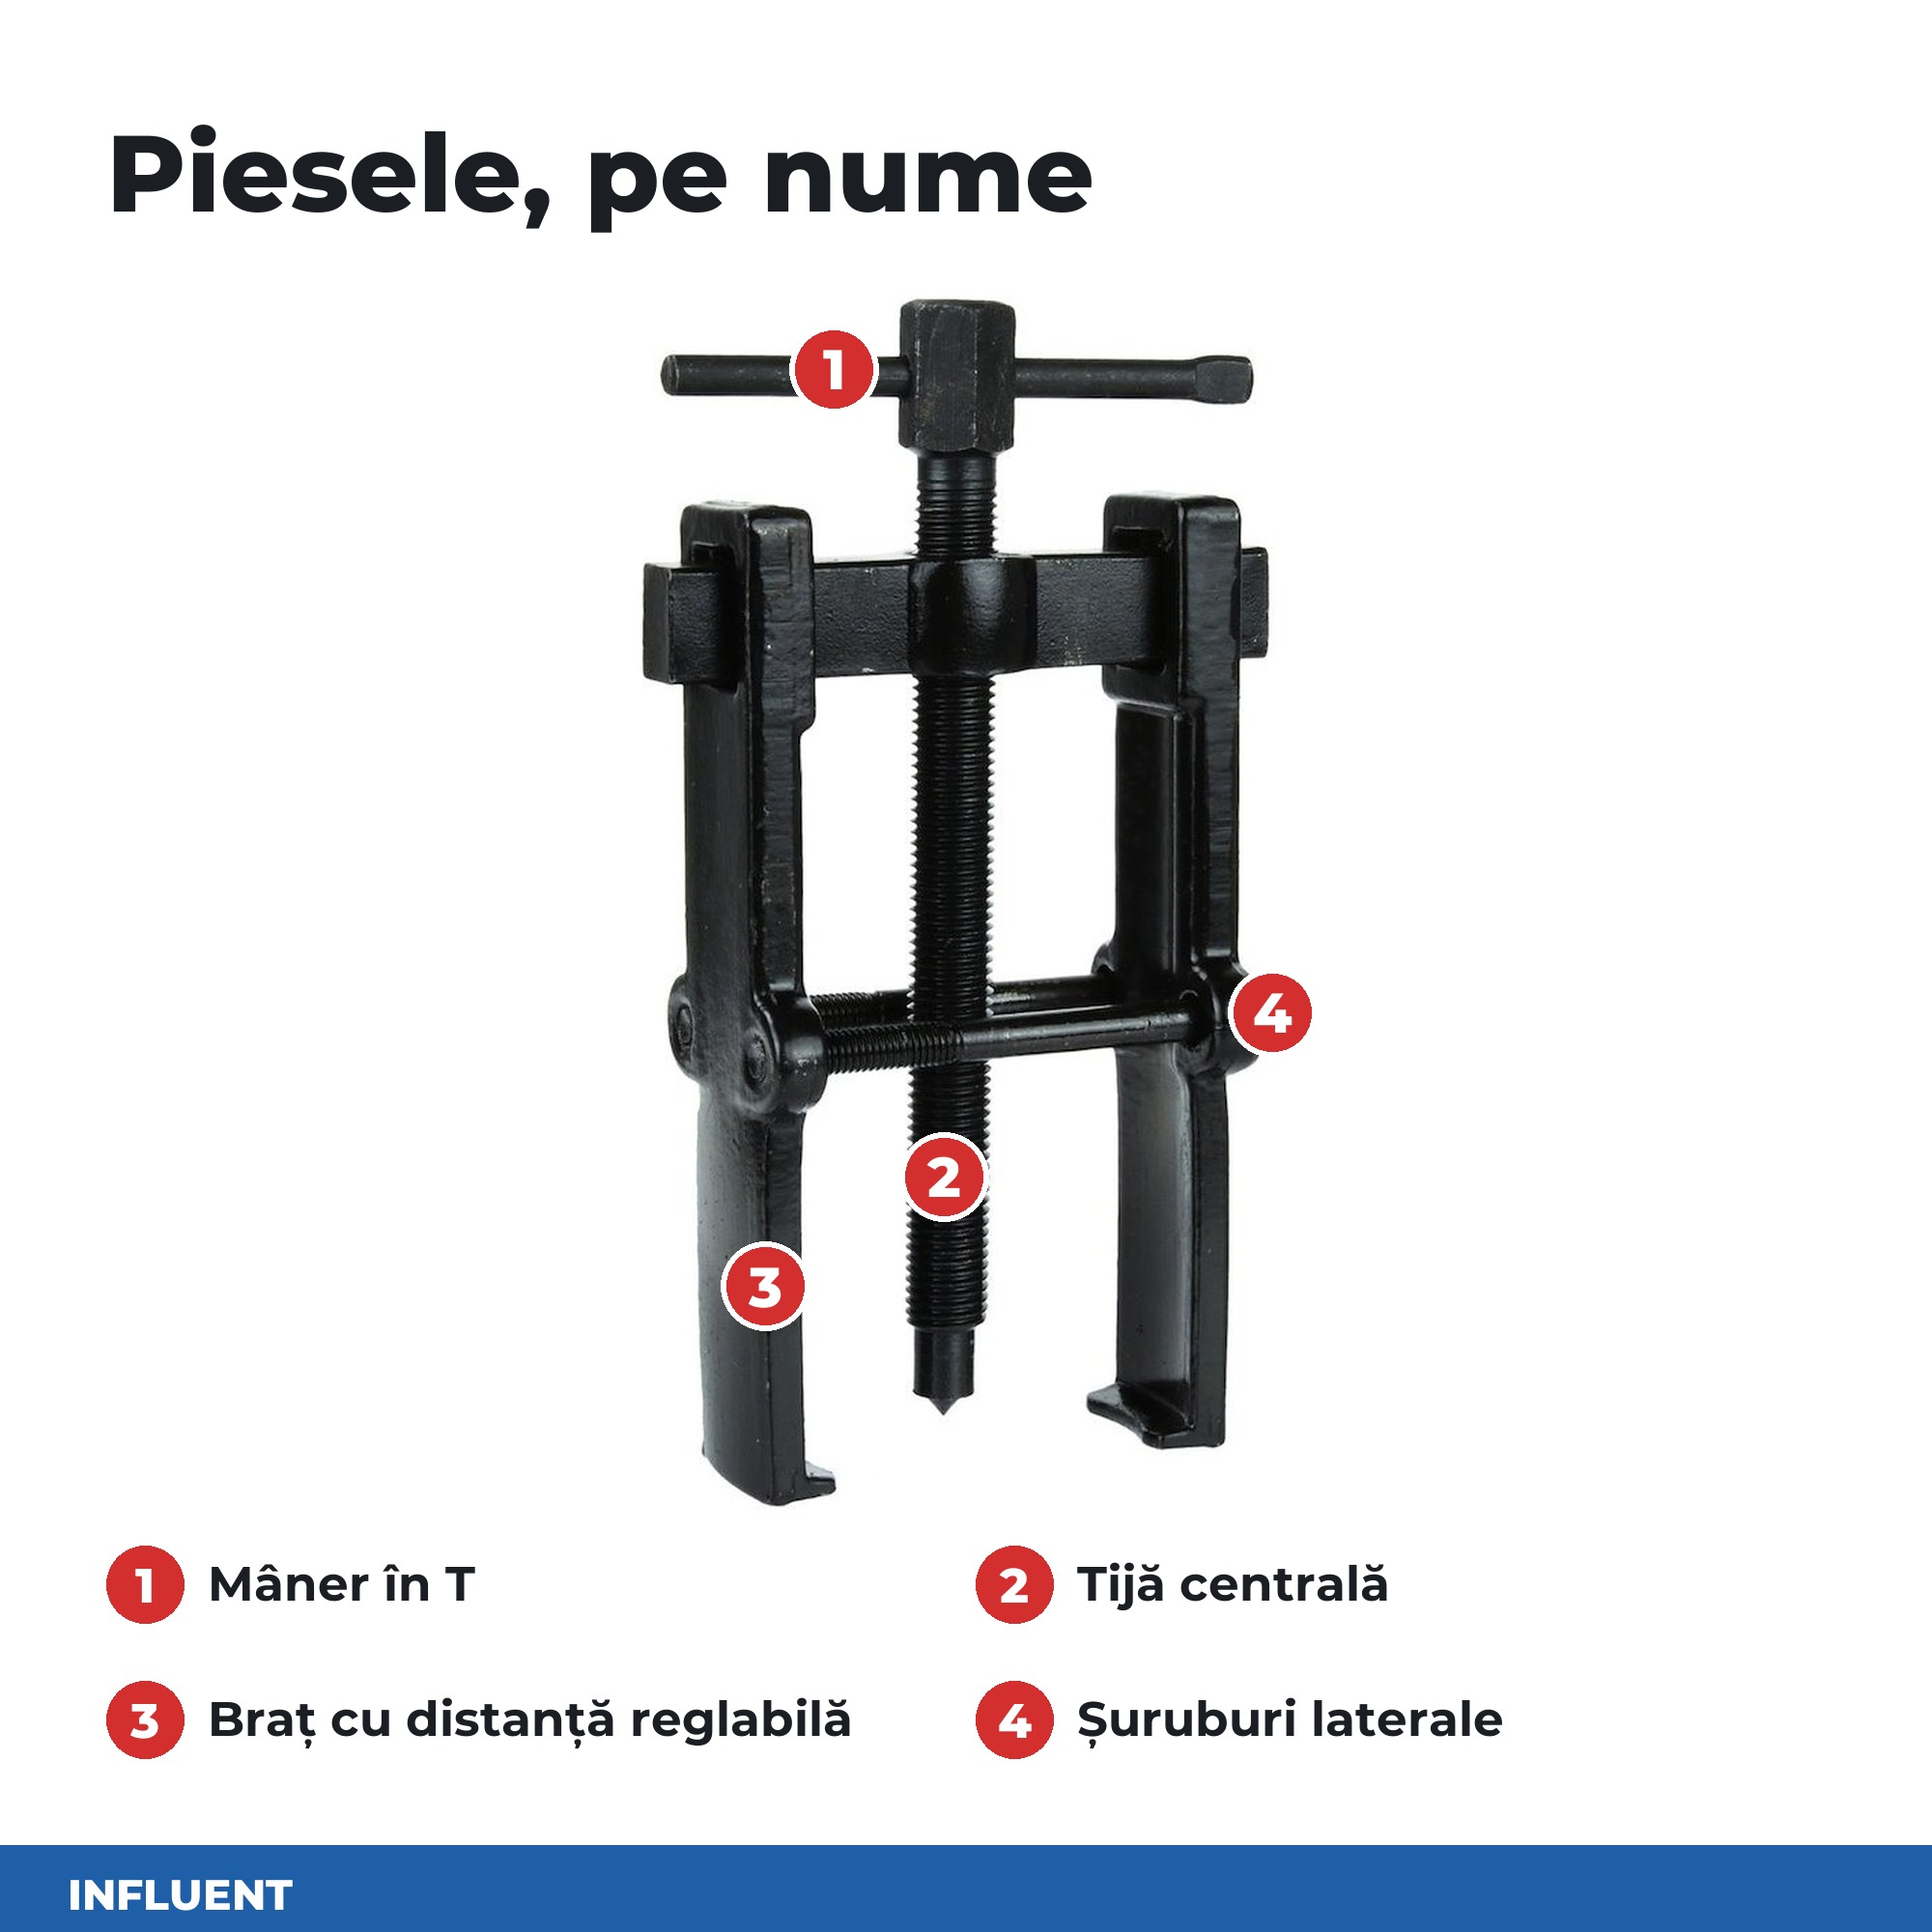 Piesele, pe nume
1
4
2
3
1 Mâner în T
2 Tijă centrală
3 Braț cu distanță reglabilă
4 Șuruburi laterale
INFLUENT